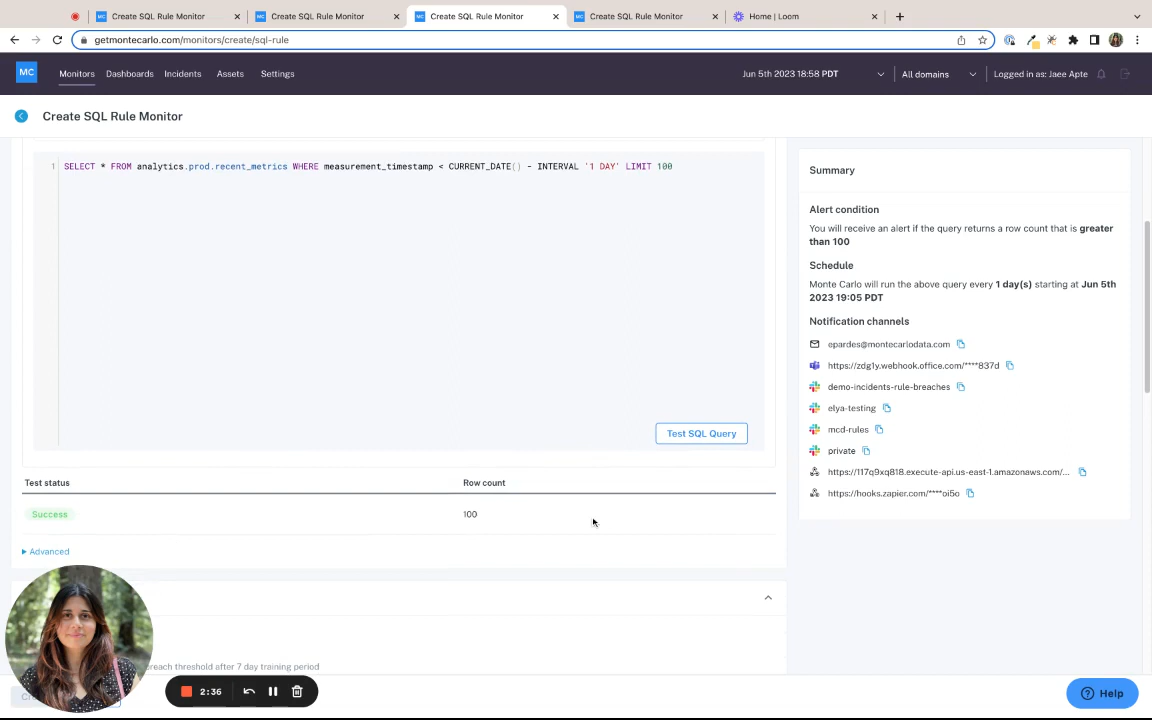 Create SQL Rule Monitor
Create SQL Rule Monitor
Create SQL Rule Monitor
Create SQL Rule Monitor
Home | Loom
getmontecarlo.com/monitors/create/sql-rule
MC
Monitors
Dashboards
Incidents
Assets
Settings
Jun 5th 2023 18:58 PDT
All domains
Logged in as: Jaee Apte
Create SQL Rule Monitor
1 SELECT * FROM analytics.prod.recent_metrics WHERE measurement_timestamp < CURRENT_DATE() - INTERVAL '1 DAY' LIMIT 100
Test SQL Query
Test status
Row count
Success
100
Advanced
breach threshold after 7 day training period
2:36
Summary
Alert condition
You will receive an alert if the query returns a row count that is greater
than 100
Schedule
Monte Carlo will run the above query every 1 day(s) starting at Jun 5th
2023 19:05 PDT
Notification channels
epardes@montecarlodata.com
https://zdg1y.webhook.office.com/****837d
demo-incidents-rule-breaches
elya-testing
mcd-rules
private
https://117q9xq818.execute-api.us-east-1.amazonaws.com/...
https://hooks.zapier.com/****oi5o
Help